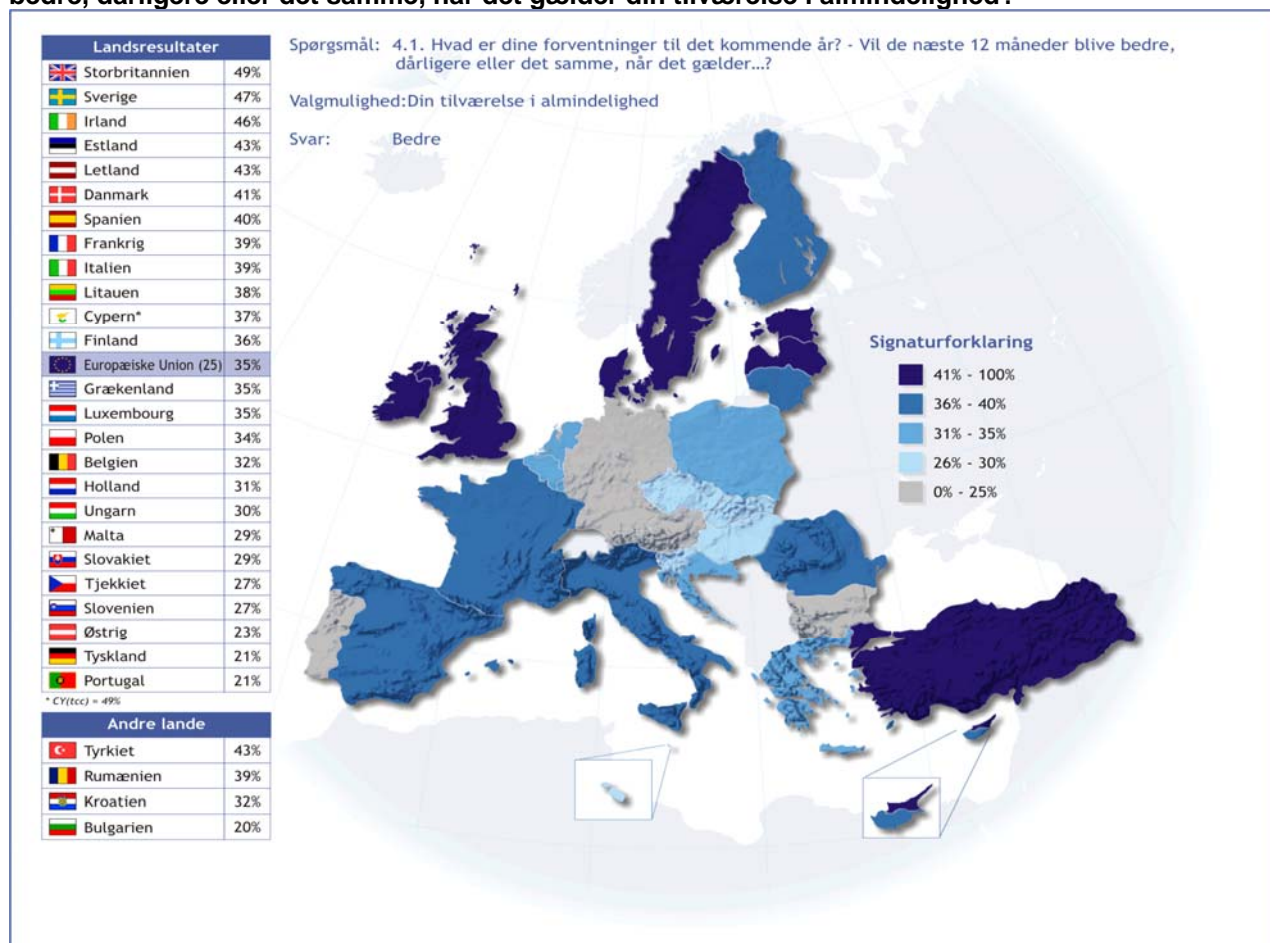 bedre, dårligere eller det samme, når det gælder din tilværelse i almindelighed?
Landsresultater
Storbritannien 49%
Sverige 47%
Irland 46%
Estland 43%
Letland 43%
Danmark 41%
Spanien 40%
Frankrig 39%
Italien 39%
Litauen 38%
Cypern* 37%
Finland 36%
Europæiske Union (25) 35%
Grækenland 35%
Luxembourg 35%
Polen 34%
Belgien 32%
Holland 31%
Ungarn 30%
Malta 29%
Slovakiet 29%
Tjekkiet 27%
Slovenien 27%
Østrig 23%
Tyskland 21%
Portugal 21%
* CY(tcc) = 49%
Andre lande
Tyrkiet 43%
Rumænien 39%
Kroatien 32%
Bulgarien 20%
Spørgsmål: 4.1. Hvad er dine forventninger til det kommende år? - Vil de næste 12 måneder blive bedre,
dårligere eller det samme, når det gælder...?
Valgmulighed:Din tilværelse i almindelighed
Svar: Bedre
Signaturforklaring
41% - 100%
36% - 40%
31% - 35%
26% - 30%
0% - 25%